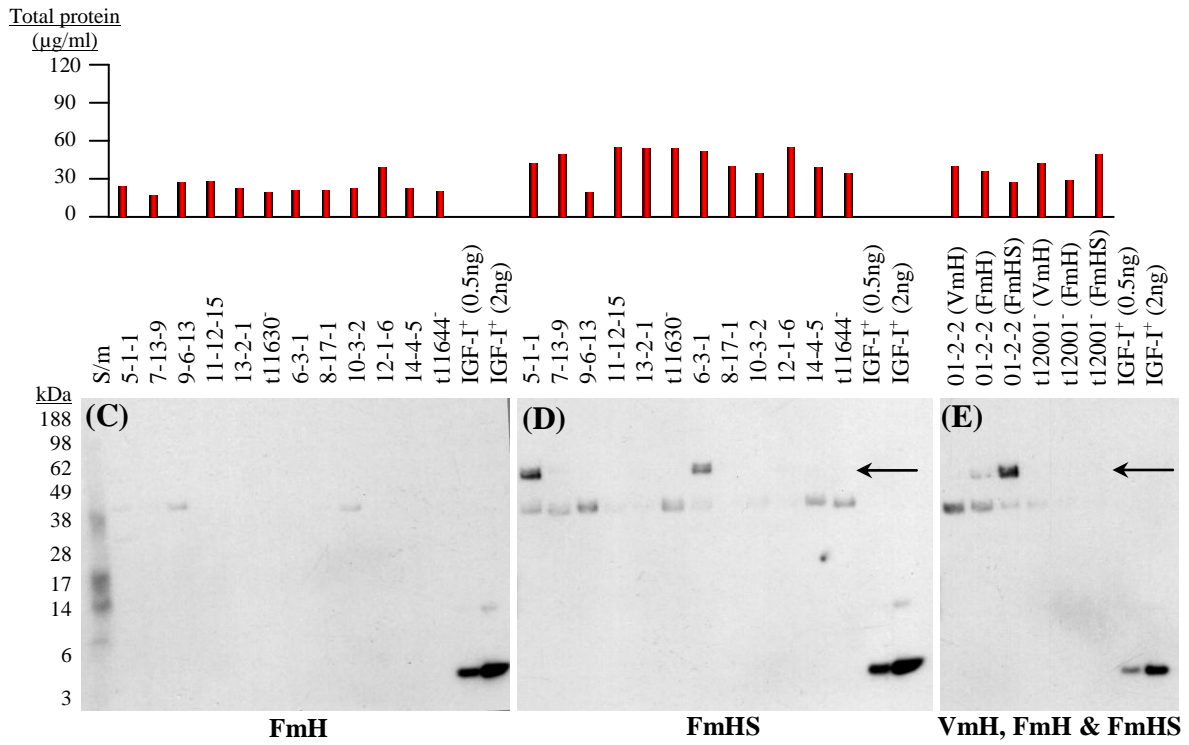 Total protein
(µg/ml)
120
90
60
30
0
S/m
5-1-1
7-13-9
9-6-13
11-12-15
13-2-1
t11630⁻
6-3-1
8-17-1
10-3-2
12-1-6
14-4-5
t11644⁻
IGF-I⁺ (0.5ng)
IGF-I⁺ (2ng)
5-1-1
7-13-9
9-6-13
11-12-15
13-2-1
t11630⁻
6-3-1
8-17-1
10-3-2
12-1-6
14-4-5
t11644⁻
IGF-I⁺ (0.5ng)
IGF-I⁺ (2ng)
01-2-2 (VmH)
01-2-2 (FmH)
01-2-2 (FmHS)
t12001⁻ (VmH)
t12001⁻ (FmH)
t12001⁻ (FmHS)
IGF-I⁺ (0.5ng)
IGF-I⁺ (2ng)
kDa
188
98
62
49
38
28
17
14
6
3
(C)
(D)
(E)
FmH
FmHS
VmH, FmH & FmHS